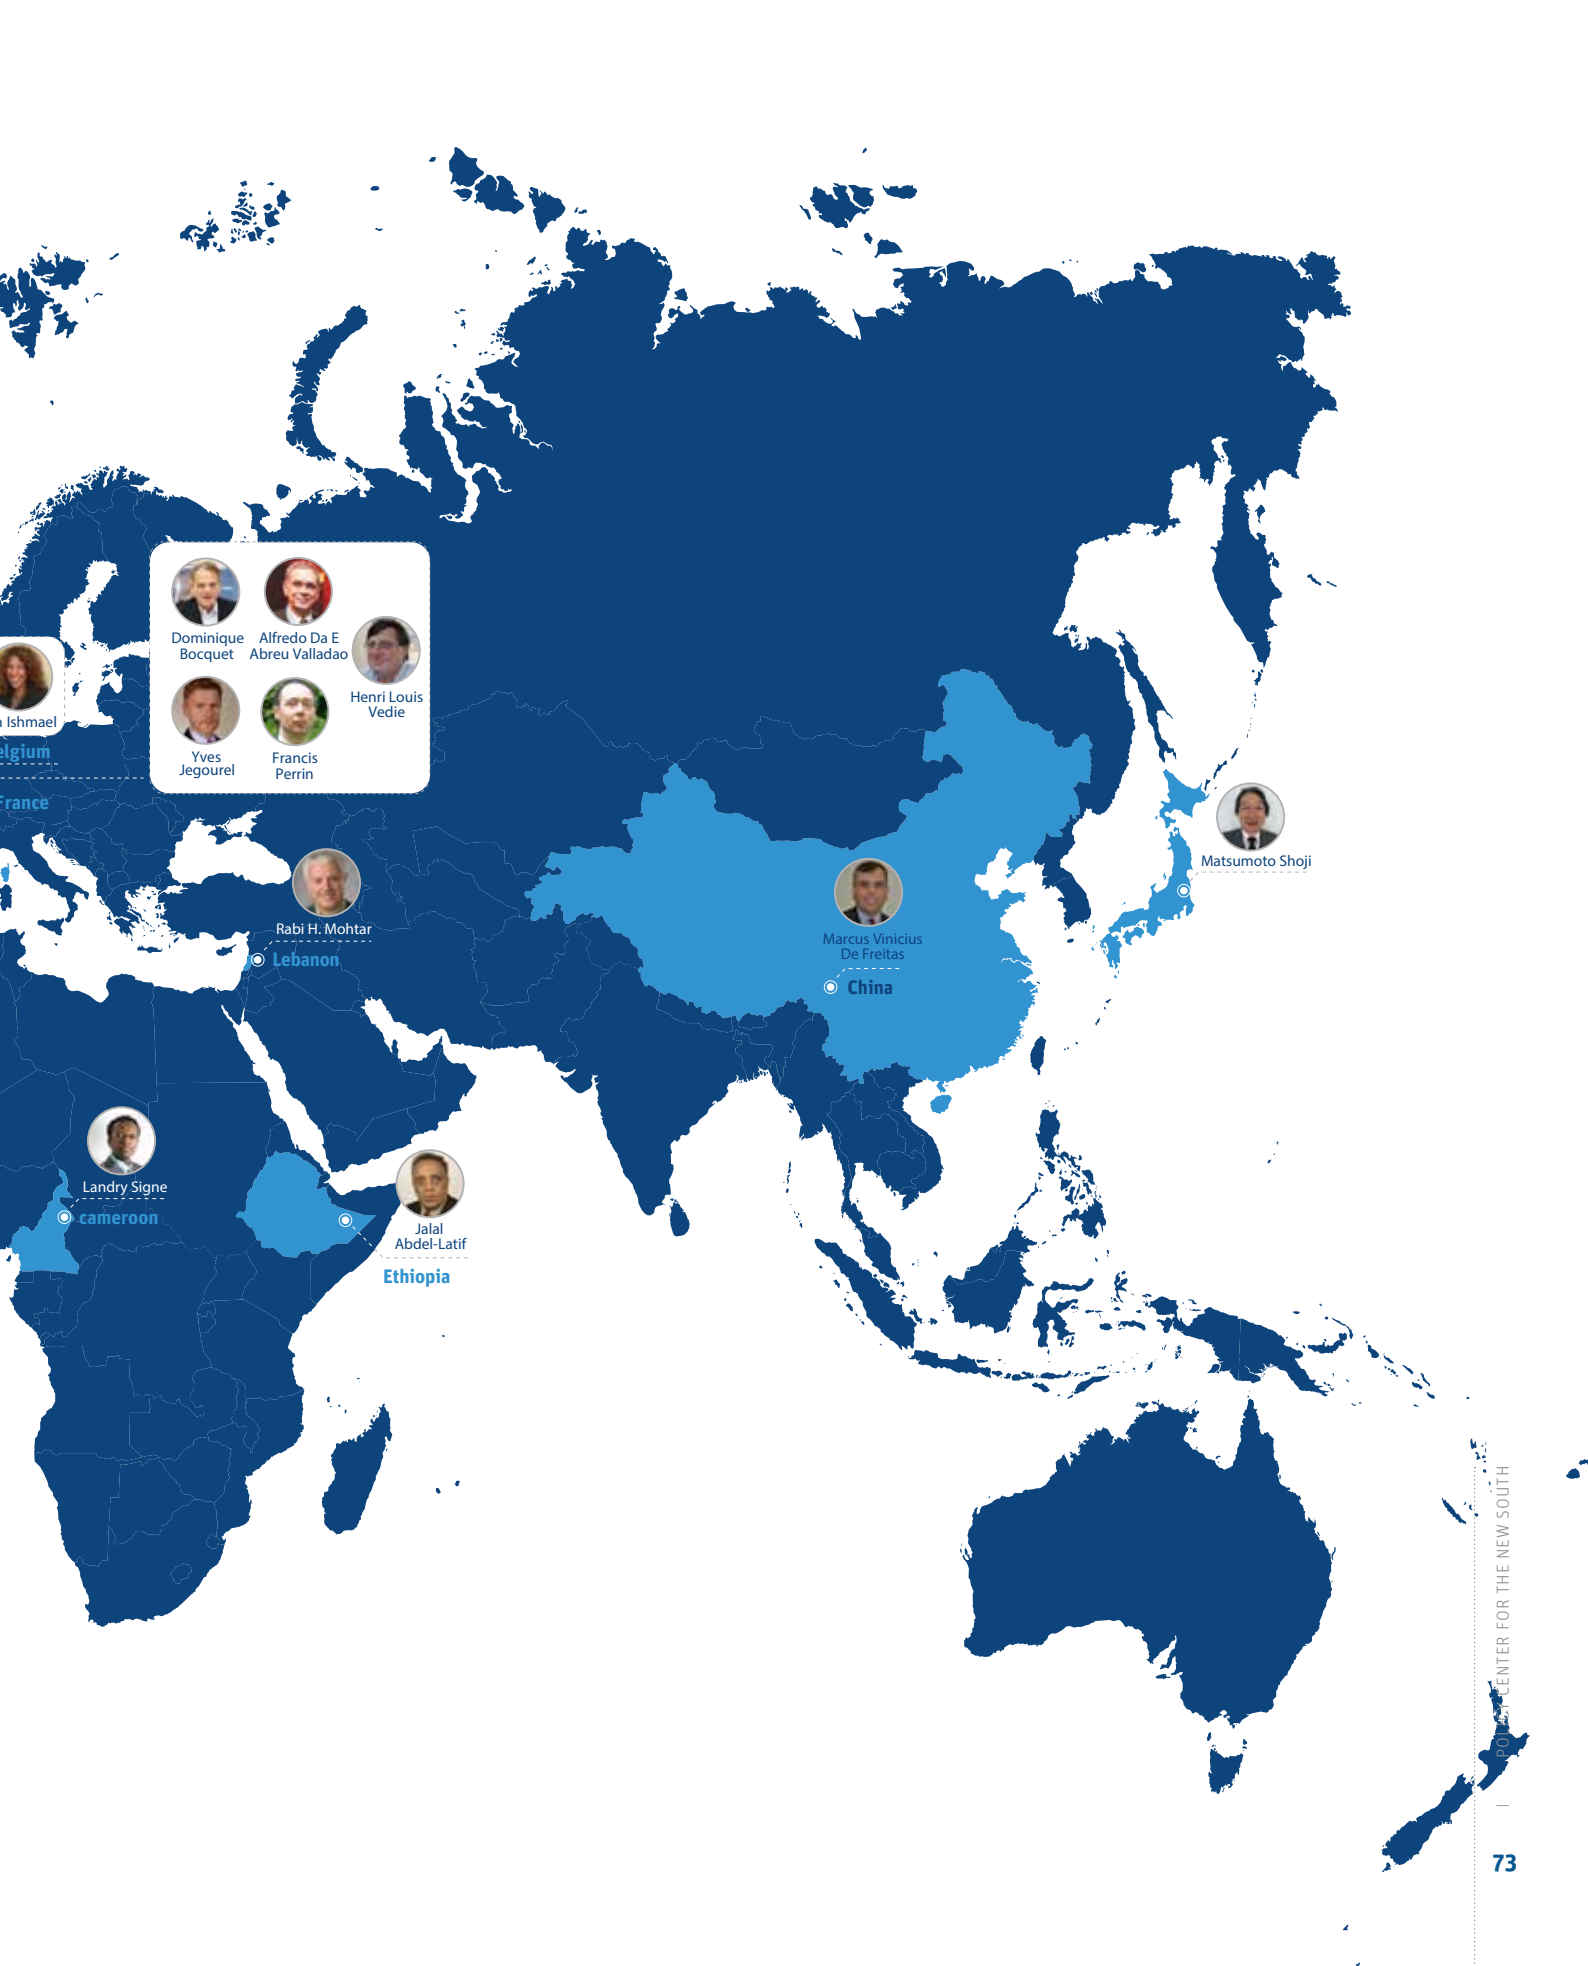 Dominique
Bocquet
Alfredo Da E
Abreu Valladao
Henri Louis
Vedie
Yves
Jegourel
Francis
Perrin
Ishmael
elgium
France
Matsumoto Shoji
Rabi H. Mohtar
Lebanon
Marcus Vinicius
De Freitas
China
Landry Signe
cameroon
Jalal
Abdel-Latif
Ethiopia
POLICY CENTER FOR THE NEW SOUTH
|
73